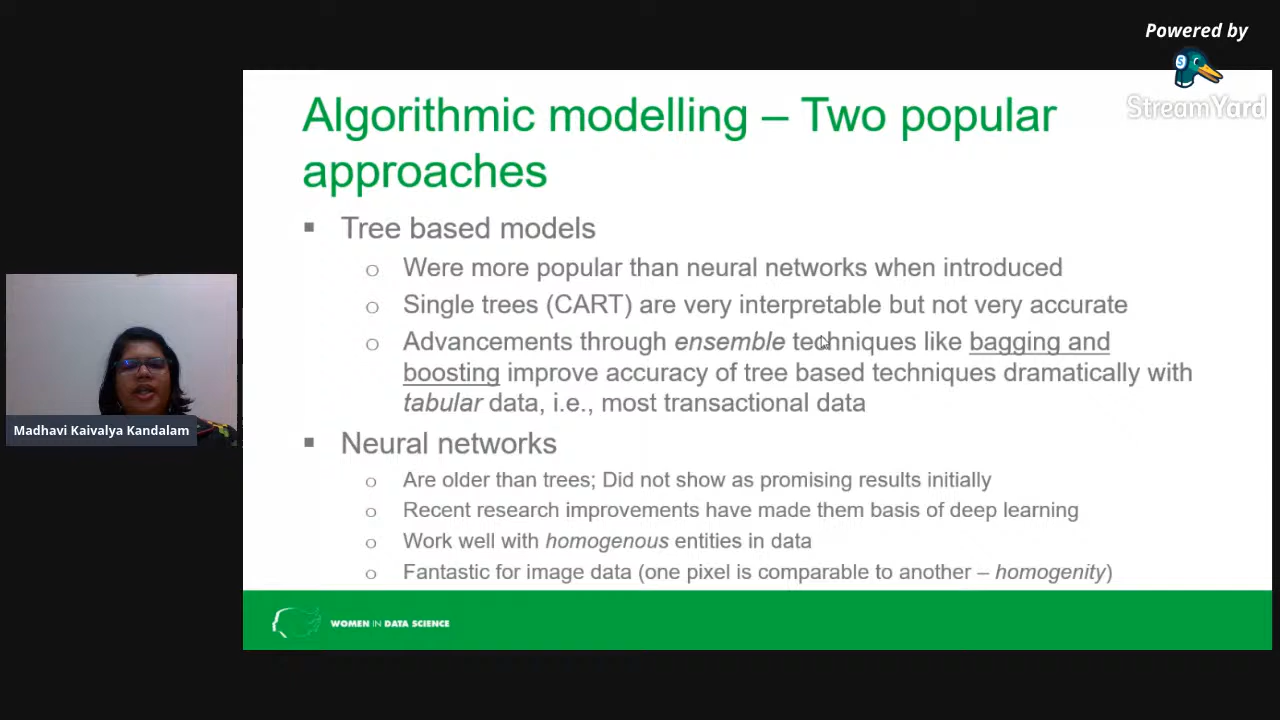 Powered by
StreamYard
Algorithmic modelling – Two popular
approaches
▪ Tree based models
o Were more popular than neural networks when introduced
o Single trees (CART) are very interpretable but not very accurate
o Advancements through ensemble techniques like bagging and
boosting improve accuracy of tree based techniques dramatically with
tabular data, i.e., most transactional data
▪ Neural networks
o Are older than trees; Did not show as promising results initially
o Recent research improvements have made them basis of deep learning
o Work well with homogenous entities in data
o Fantastic for image data (one pixel is comparable to another – homogenity)
Madhavi Kaivalya Kandalam
WOMEN IN DATA SCIENCE